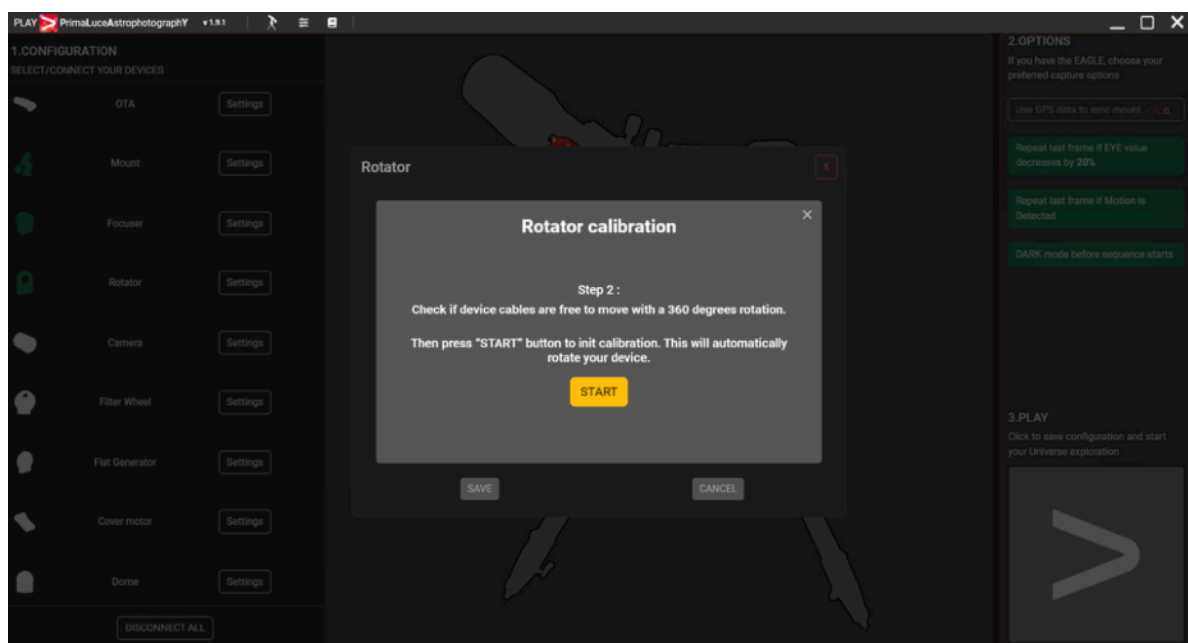 PLAY PrimaLuceAstrophotographY v 1.9.1
1.CONFIGURATION
SELECT/CONNECT YOUR DEVICES
OTA Settings
Mount Settings
Focuser Settings
Rotator Settings
Camera Settings
Filter Wheel Settings
Flat Generator Settings
Cover motor Settings
Dome Settings
DISCONNECT ALL
Rotator
X
Rotator calibration
Step 2 :
Check if device cables are free to move with a 360 degrees rotation.
Then press “START” button to init calibration. This will automatically
rotate your device.
START
SAVE CANCEL
2.OPTIONS
If you have the EAGLE, choose your
preferred capture options
Use GPS data to sync mount -
Repeat last frame if EYE value
decreases by 20%
Repeat last frame if Motion is
Detected
DARK mode before sequence starts
3.PLAY
Click to save configuration and start
your Universe exploration